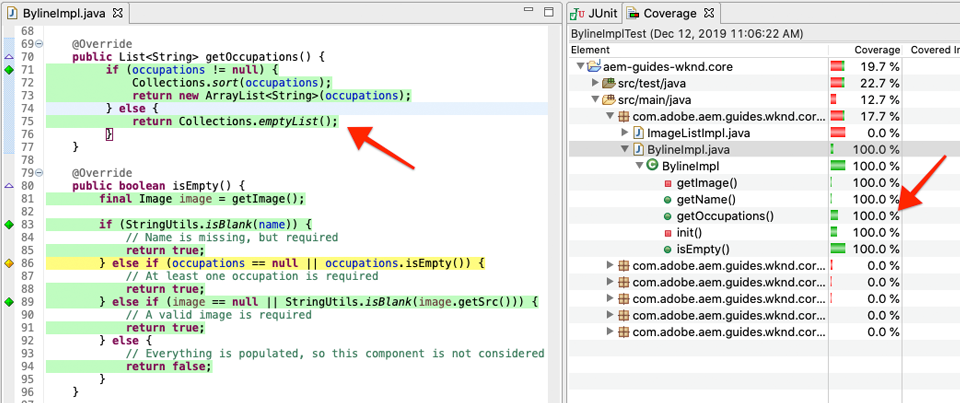 BylineImpl.java
68
69 @Override
70 public List<String> getOccupations() {
71 if (occupations != null) {
72 Collections.sort(occupations);
73 return new ArrayList<String>(occupations);
74 } else {
75 return Collections.emptyList();
76 }
77 }
78
79 @Override
80 public boolean isEmpty() {
81 final Image image = getImage();
82
83 if (StringUtils.isBlank(name)) {
84 // Name is missing, but required
85 return true;
86 } else if (occupations == null || occupations.isEmpty()) {
87 // At least one occupation is required
88 return true;
89 } else if (image == null || StringUtils.isBlank(image.getSrc())) {
90 // A valid image is required
91 return true;
92 } else {
93 // Everything is populated, so this component is not considered
94 return false;
95 }
96 }
97
JUnit Coverage
BylineImplTest (Dec 12, 2019 11:06:22 AM)
Element Coverage Covered In
aem-guides-wknd.core 19.7 %
src/test/java 22.7 %
src/main/java 12.7 %
com.adobe.aem.guides.wknd.cor... 17.7 %
ImageListImpl.java 0.0 %
BylineImpl.java 100.0 %
BylineImpl 100.0 %
getImage() 100.0 %
getName() 100.0 %
getOccupations() 100.0 %
init() 100.0 %
isEmpty() 100.0 %
com.adobe.aem.guides.wknd.cor... 0.0 %
com.adobe.aem.guides.wknd.cor... 0.0 %
com.adobe.aem.guides.wknd.cor... 0.0 %
com.adobe.aem.guides.wknd.cor... 0.0 %
com.adobe.aem.guides.wknd.cor... 0.0 %